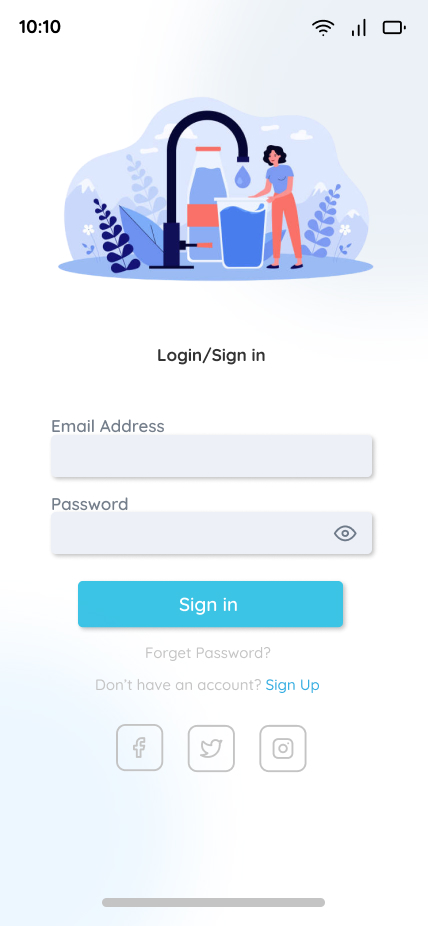 10:10
Login/Sign in
Email Address
Password
Sign in
Forget Password?
Don't have an account? Sign Up